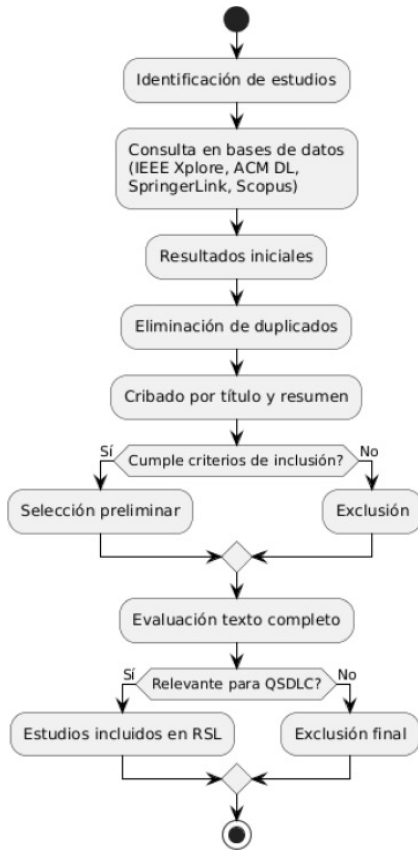 Identificación de estudios
Consulta en bases de datos
(IEEE Xplore, ACM DL,
SpringerLink, Scopus)
Resultados iniciales
Eliminación de duplicados
Cribado por título y resumen
Sí
Cumple criterios de inclusión?
No
Selección preliminar
Exclusión
Evaluación texto completo
Sí
Relevante para QSDLC?
No
Estudios incluidos en RSL
Exclusión final